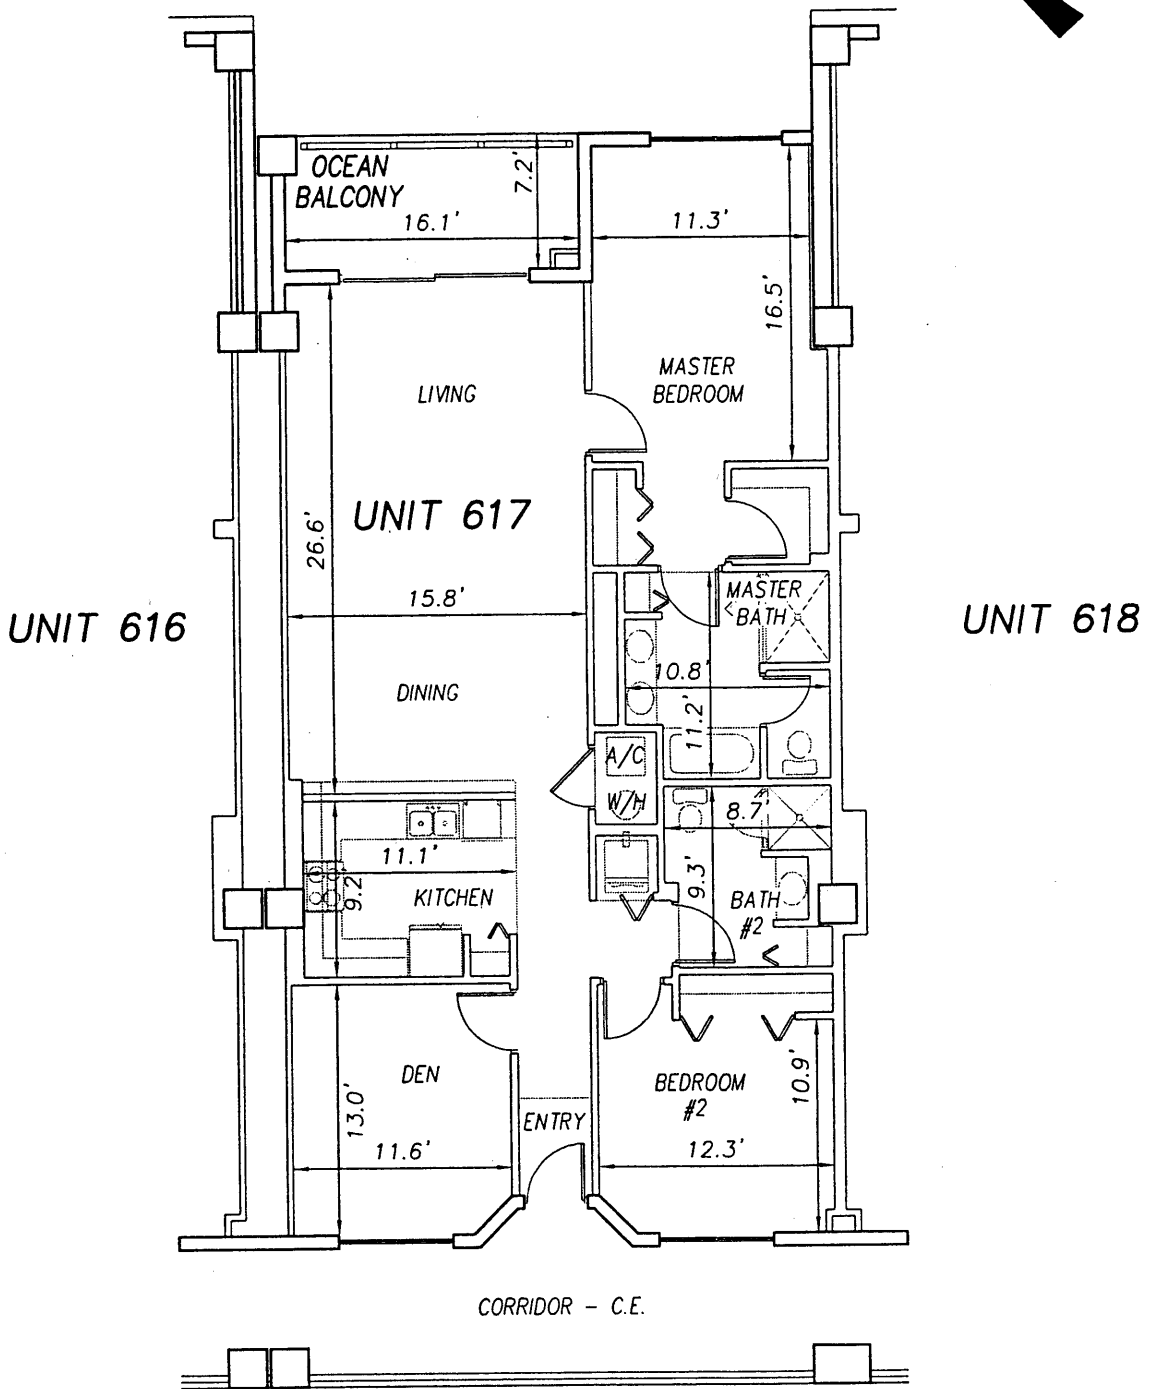 OCEAN
BALCONY
7.2'
16.1'
11.3'
16.5'
MASTER
BEDROOM
LIVING
UNIT 617
26.6'
15.8'
MASTER
BATH
UNIT 616
UNIT 618
10.8'
DINING
11.2'
A/C
W/H
8.7'
11.1'
9.2'
KITCHEN
9.3'
BATH
#2
DEN
BEDROOM
#2
10.9'
13.0'
ENTRY
11.6'
12.3'
CORRIDOR - C.E.